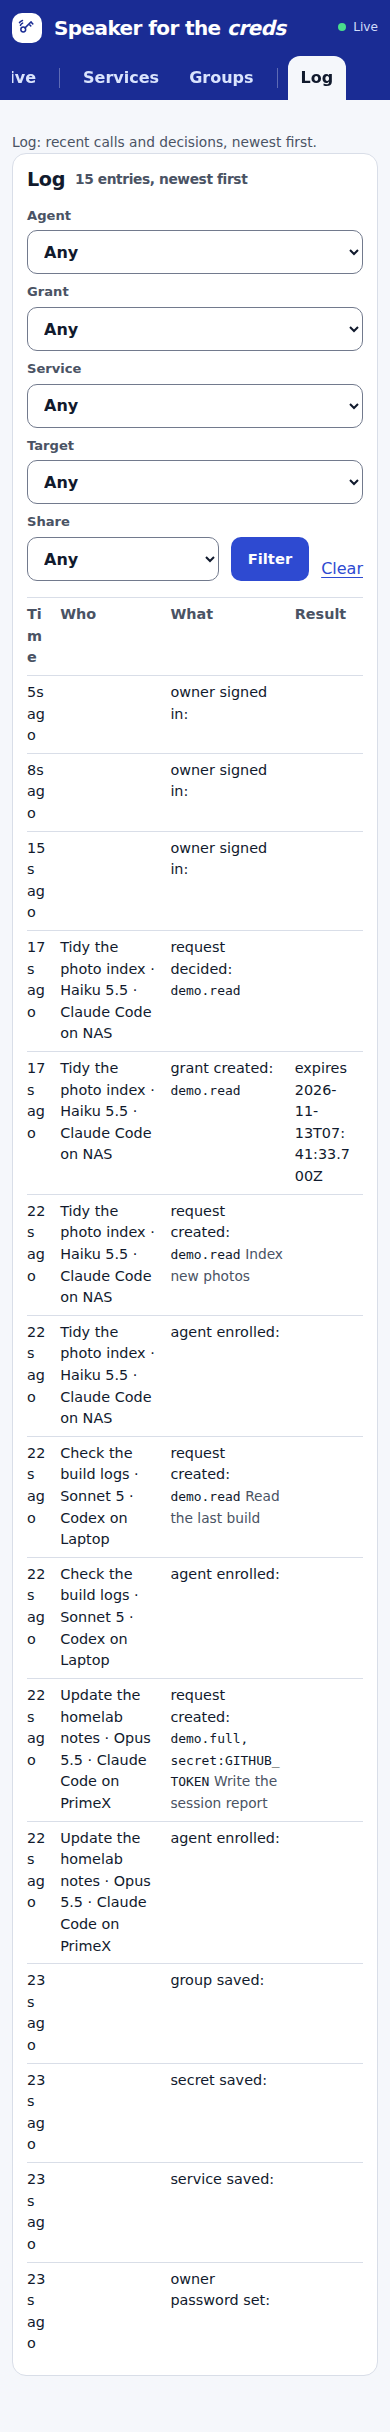 Speaker for the creds
Live
ive Services Groups Log
Log: recent calls and decisions, newest first.
Log 15 entries, newest first
Agent
Any
Grant
Any
Service
Any
Target
Any
Share
Any Filter Clear
Ti Who What Result
m
e
5s owner signed
ag in:
o
8s owner signed
ag in:
o
15 owner signed
s in:
ag
o
17 Tidy the request
s photo index · decided:
ag Haiku 5.5 · demo.read
o Claude Code
on NAS
17 Tidy the grant created: expires
s photo index · demo.read 2026-
ag Haiku 5.5 · 11-
o Claude Code 13T07:
on NAS 41:33.7
00Z
22 Tidy the request
s photo index · created:
ag Haiku 5.5 · demo.read Index
o Claude Code new photos
on NAS
22 Tidy the agent enrolled:
s photo index ·
ag Haiku 5.5 ·
o Claude Code
on NAS
22 Check the request
s build logs · created:
ag Sonnet 5 · demo.read Read
o Codex on the last build
Laptop
22 Check the agent enrolled:
s build logs ·
ag Sonnet 5 ·
o Codex on
Laptop
22 Update the request
s homelab created:
ag notes · Opus demo.full,
o 5.5 · Claude secret:GITHUB_
Code on TOKEN Write the
PrimeX session report
22 Update the agent enrolled:
s homelab
ag notes · Opus
o 5.5 · Claude
Code on
PrimeX
23 group saved:
s
ag
o
23 secret saved:
s
ag
o
23 service saved:
s
ag
o
23 owner
s password set:
ag
o